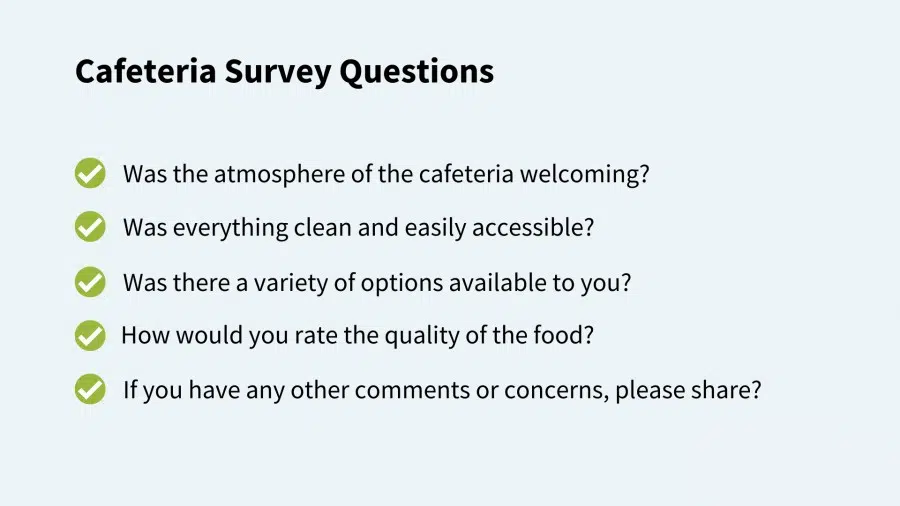 Cafeteria Survey Questions
Was the atmosphere of the cafeteria welcoming?
Was everything clean and easily accessible?
Was there a variety of options available to you?
How would you rate the quality of the food?
If you have any other comments or concerns, please share?